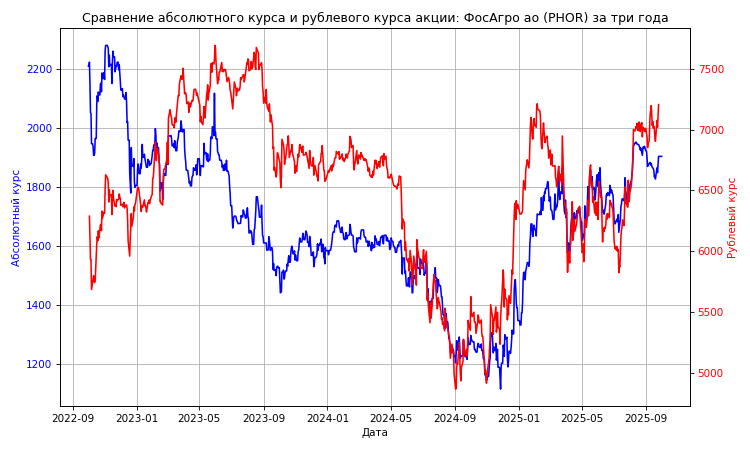 Сравнение абсолютного курса и рублевого курса акции: ФосАгро ао (PHOR) за три года
Абсолютный курс
2200
2000
1800
1600
1400
1200
7500
7000
6500
6000
5500
5000
Рублевый курс
2022-09 2023-01 2023-05 2023-09 2024-01 2024-05 2024-09 2025-01 2025-05 2025-09
Дата